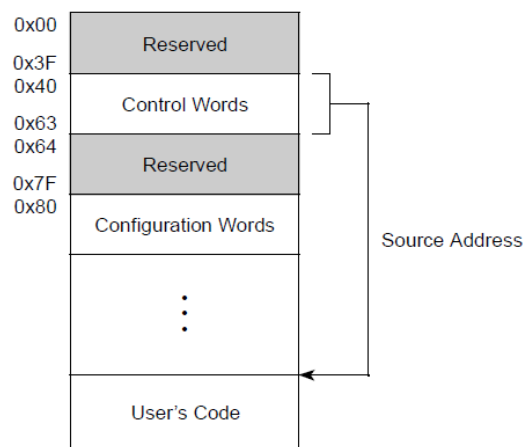 0x00
Reserved
0x3F
0x40
Control Words
0x63
0x64
Reserved
0x7F
0x80
Configuration Words
Source Address
User's Code